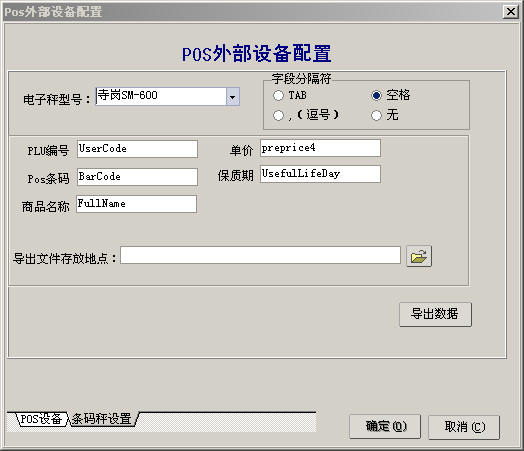 Pos外部设备配置
POS外部设备配置
字段分隔符
电子秤型号： 寺岗SM-600
TAB 空格
,（逗号） 无
PLU编号 UserCode 单价 preprice4
Pos条码 BarCode 保质期 UsefulLifeDay
商品名称 FullName
导出文件存放地点：
导出数据
POS设备 条码秤设置
确定(O) 取消(C)